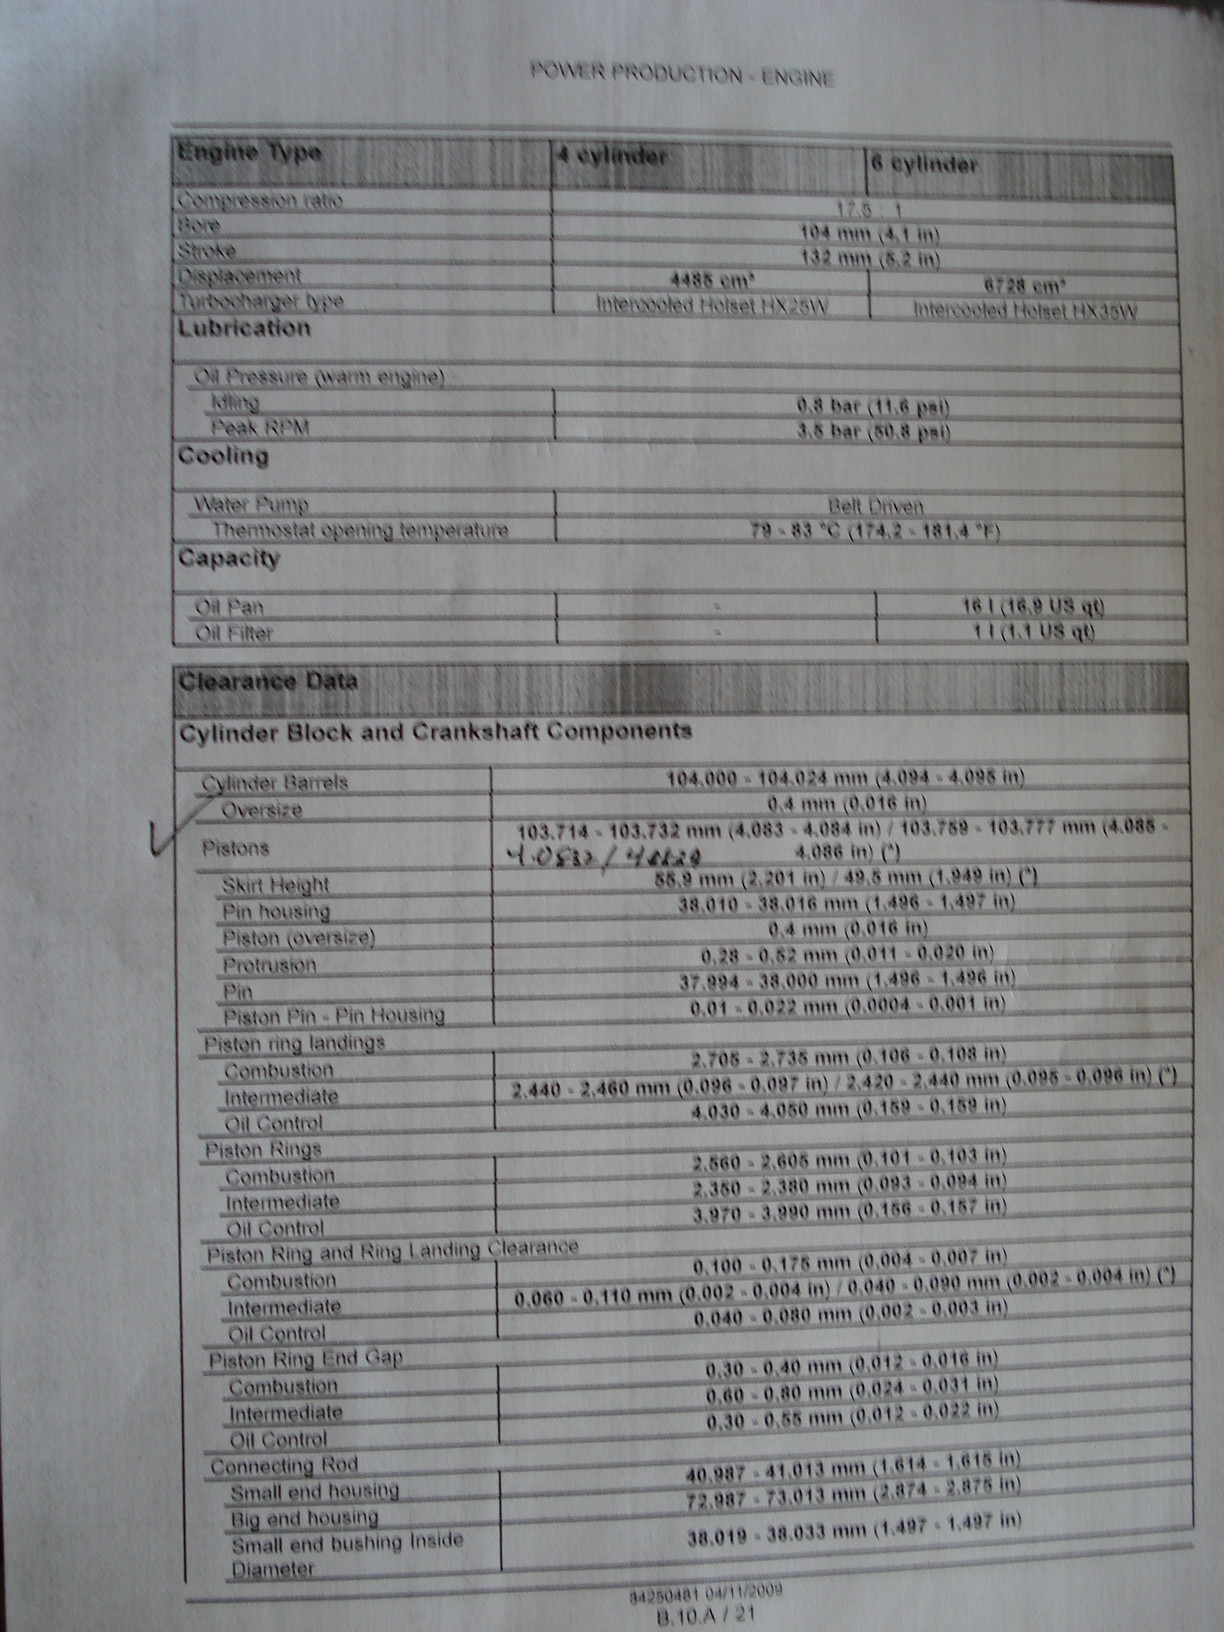 POWER PRODUCTION - ENGINE
Engine Type 4 cylinder 6 cylinder
Compression ratio 17.5 : 1
Bore 104 mm (4.1 in)
Stroke 132 mm (5.2 in)
Displacement 4485 cm³ 6728 cm³
Turbocharger type Intercooled Holset HX25W Intercooled Holset HX35W
Lubrication
Oil Pressure (warm engine)
Idling 0.8 bar (11.6 psi)
Peak RPM 3.5 bar (50.8 psi)
Cooling
Water Pump Belt Driven
Thermostat opening temperature 79 - 83 °C (174.2 - 181.4 °F)
Capacity
Oil Pan - 16 l (16.9 US qt)
Oil Filter - 1 l (1.1 US qt)
Clearance Data
Cylinder Block and Crankshaft Components
Cylinder Barrels 104.000 - 104.024 mm (4.094 - 4.095 in)
Oversize 0.4 mm (0.016 in)
Pistons 103.714 - 103.732 mm (4.083 - 4.084 in) / 103.759 - 103.777 mm (4.085 -
4.086 in) (*)
Skirt Height 55.9 mm (2.201 in) / 49.5 mm (1.949 in) (*)
Pin housing 38.010 - 38.016 mm (1.496 - 1.497 in)
Piston (oversize) 0.4 mm (0.016 in)
Protrusion 0.28 - 0.52 mm (0.011 - 0.020 in)
Pin 37.994 - 38.000 mm (1.496 - 1.496 in)
Piston Pin - Pin Housing 0.01 - 0.022 mm (0.0004 - 0.001 in)
Piston ring landings
Combustion 2.705 - 2.735 mm (0.106 - 0.108 in)
Intermediate 2.440 - 2.460 mm (0.096 - 0.097 in) / 2.420 - 2.440 mm (0.095 - 0.096 in) (*)
Oil Control 4.030 - 4.050 mm (0.159 - 0.159 in)
Piston Rings
Combustion 2.560 - 2.605 mm (0.101 - 0.103 in)
Intermediate 2.350 - 2.380 mm (0.093 - 0.094 in)
Oil Control 3.970 - 3.990 mm (0.156 - 0.157 in)
Piston Ring and Ring Landing Clearance
Combustion 0.100 - 0.175 mm (0.004 - 0.007 in)
Intermediate 0.060 - 0.110 mm (0.002 - 0.004 in) / 0.040 - 0.090 mm (0.002 - 0.004 in) (*)
Oil Control 0.040 - 0.080 mm (0.002 - 0.003 in)
Piston Ring End Gap
Combustion 0.30 - 0.40 mm (0.012 - 0.016 in)
Intermediate 0.60 - 0.80 mm (0.024 - 0.031 in)
Oil Control 0.30 - 0.55 mm (0.012 - 0.022 in)
Connecting Rod
Small end housing 40.987 - 41.013 mm (1.614 - 1.615 in)
Big end housing 72.987 - 73.013 mm (2.874 - 2.875 in)
Small end bushing Inside 38.019 - 38.033 mm (1.497 - 1.497 in)
Diameter
84250481 04/11/2009
B.10.A / 21